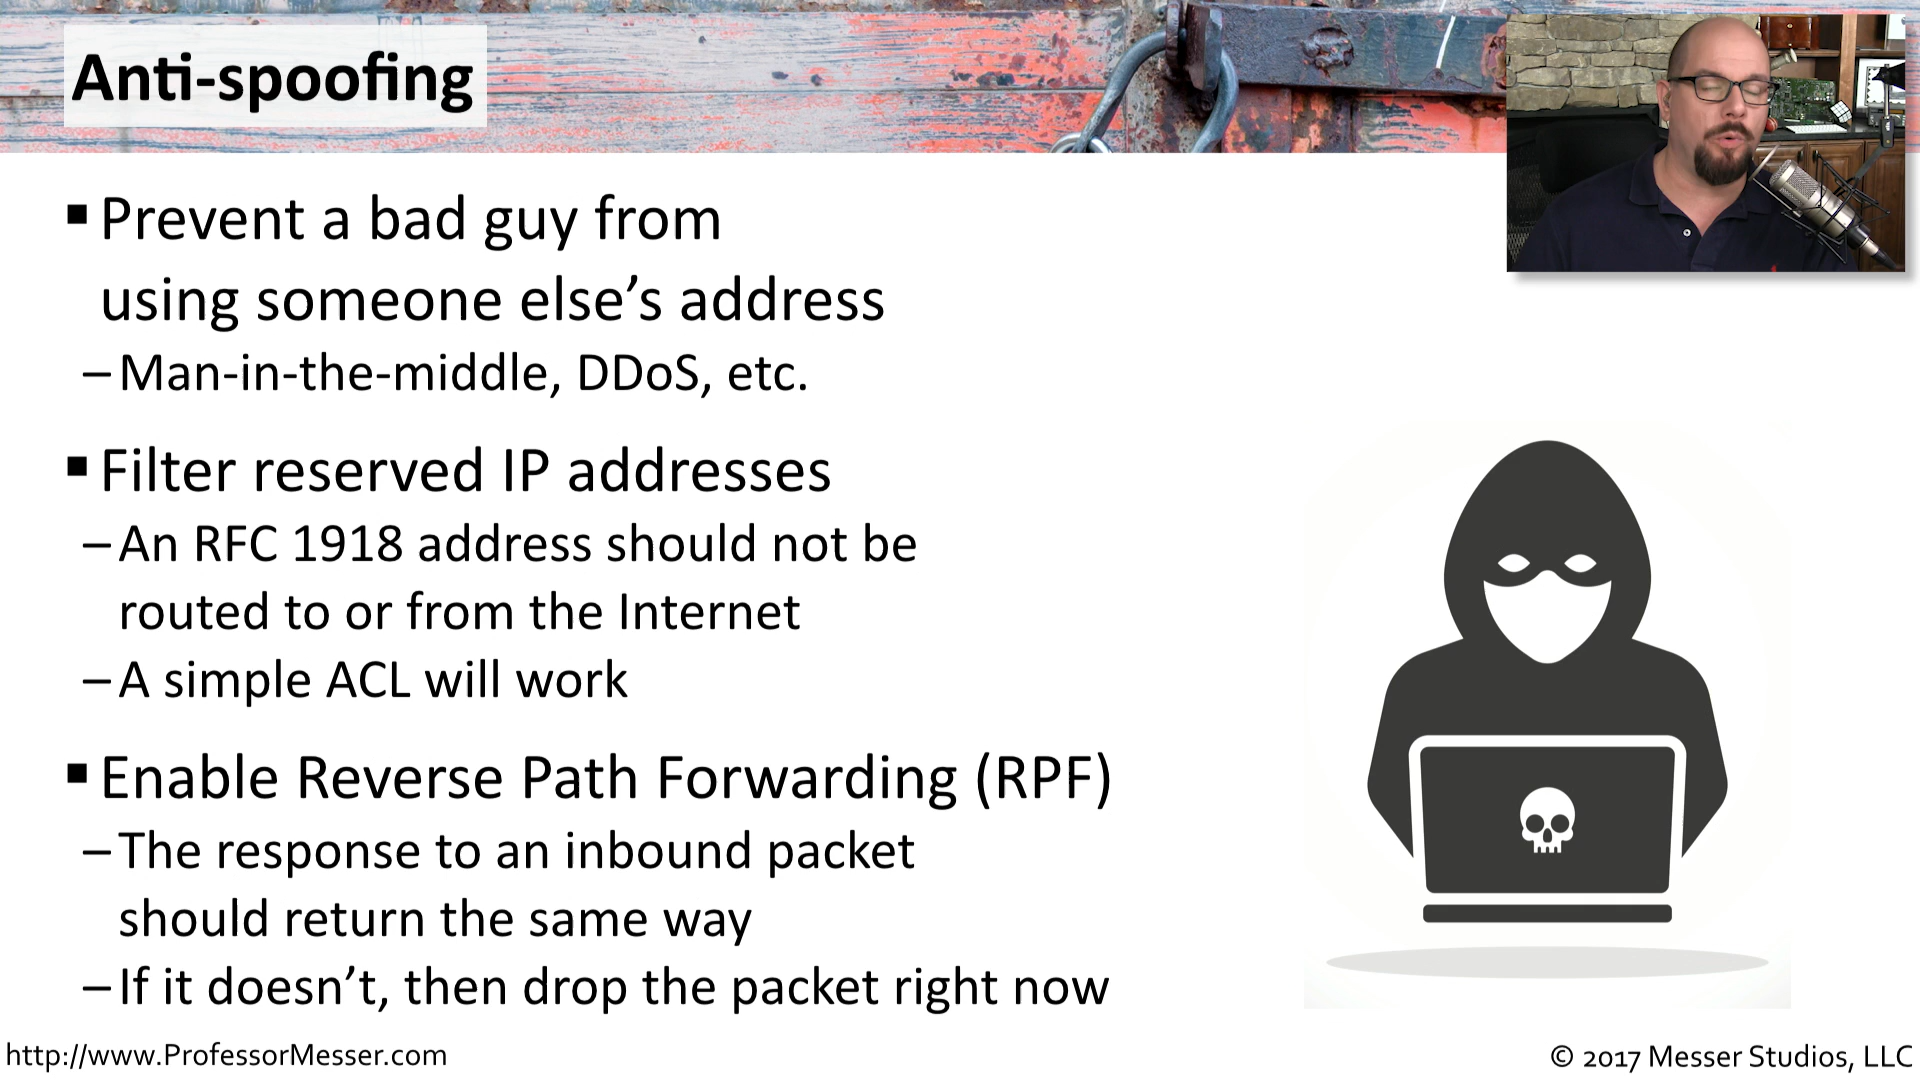 Anti-spoofing
▪ Prevent a bad guy from
using someone else’s address
– Man-in-the-middle, DDoS, etc.
▪ Filter reserved IP addresses
– An RFC 1918 address should not be
routed to or from the Internet
– A simple ACL will work
▪ Enable Reverse Path Forwarding (RPF)
– The response to an inbound packet
should return the same way
– If it doesn’t, then drop the packet right now
http://www.ProfessorMesser.com
© 2017 Messer Studios, LLC